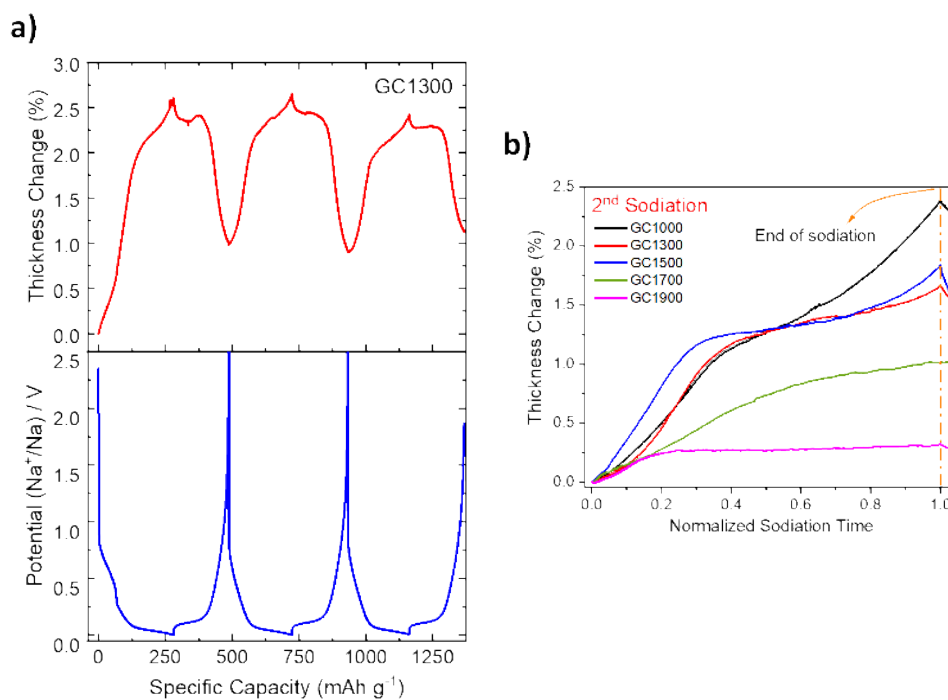 a)
3.0
2.5
2.0
1.5
1.0
0.5
0.0
Thickness Change (%)
GC1300
2.5
2.0
1.5
1.0
0.5
0.0
Potential (Na⁺/Na) / V
0 250 500 750 1000 1250
Specific Capacity (mAh g⁻¹)
b)
2.5
2.0
1.5
1.0
0.5
0.0
Thickness Change (%)
2nd Sodiation
GC1000
GC1300
GC1500
GC1700
GC1900
End of sodiation
0.0 0.2 0.4 0.6 0.8 1.0
Normalized Sodiation Time